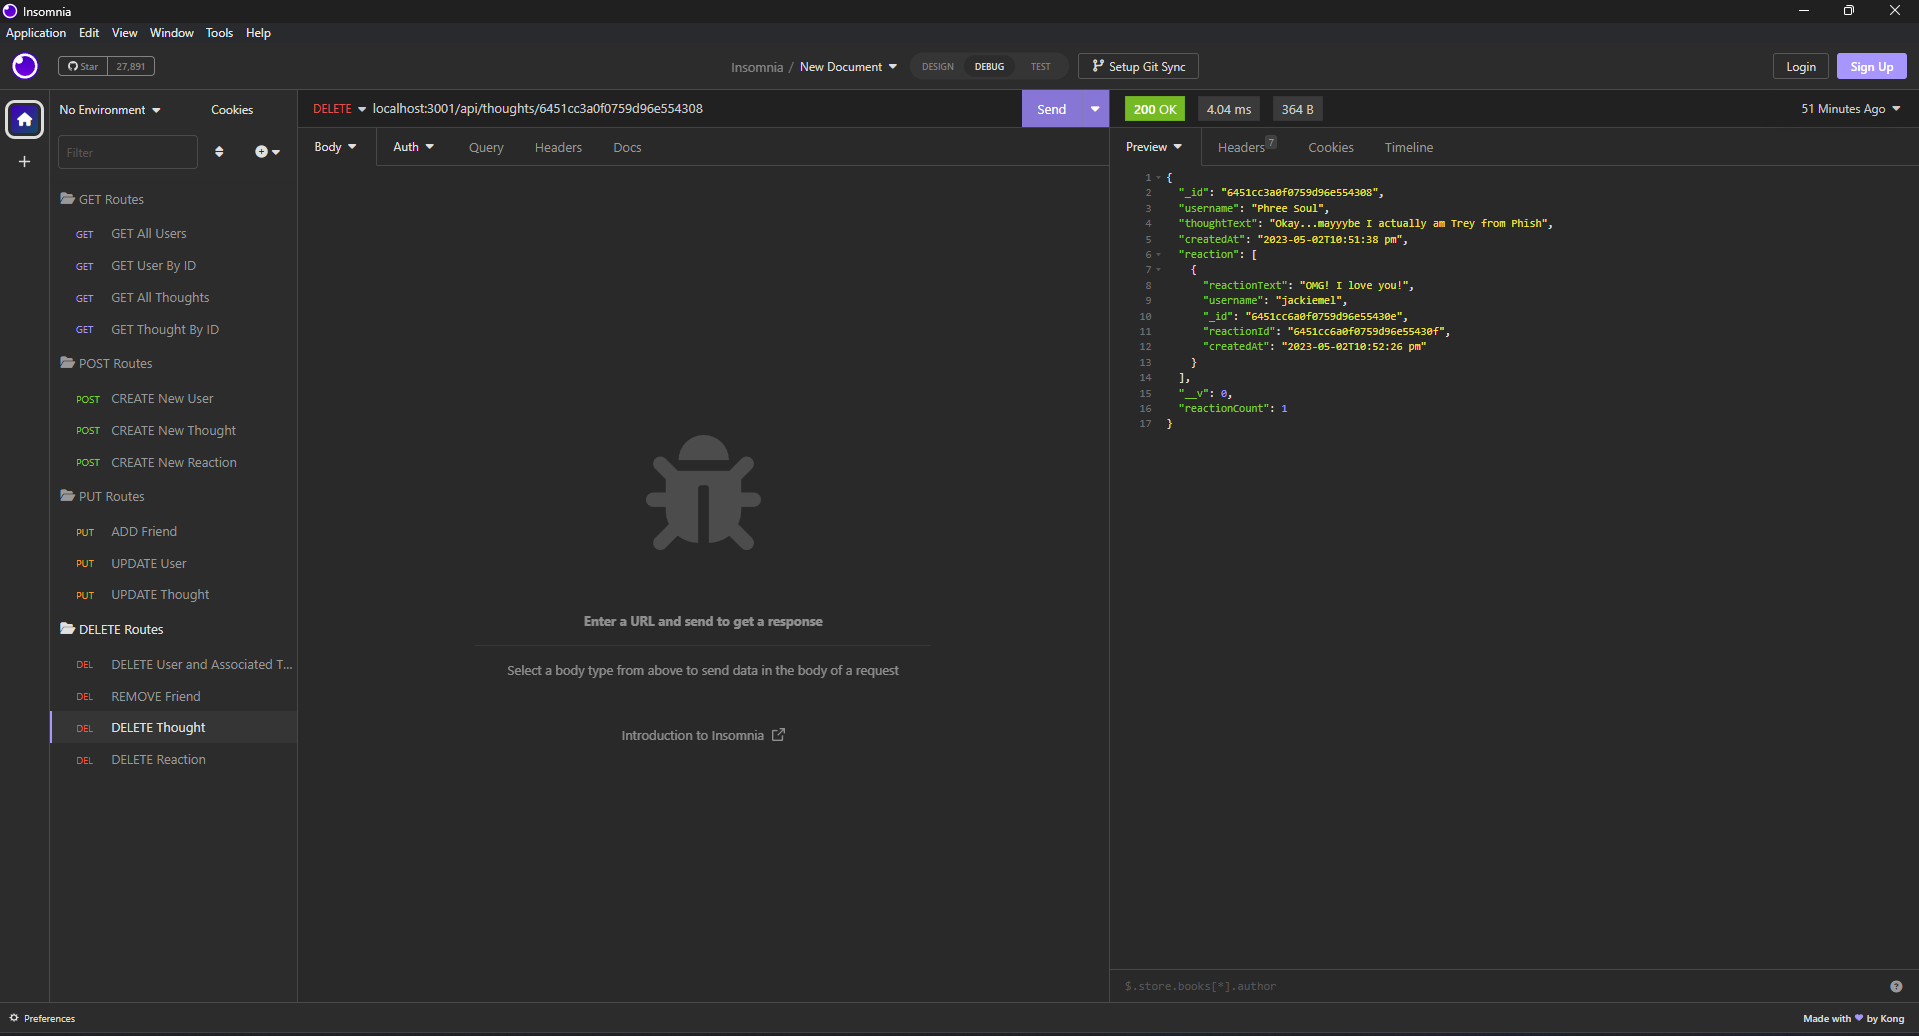 Insomnia
Application Edit View Window Tools Help
Star 27,891
Insomnia / New Document DESIGN DEBUG TEST Setup Git Sync
Login Sign Up
No Environment Cookies
Filter
GET Routes
GET GET All Users
GET GET User By ID
GET GET All Thoughts
GET GET Thought By ID
POST Routes
POST CREATE New User
POST CREATE New Thought
POST CREATE New Reaction
PUT Routes
PUT ADD Friend
PUT UPDATE User
PUT UPDATE Thought
DELETE Routes
DEL DELETE User and Associated T...
DEL REMOVE Friend
DEL DELETE Thought
DEL DELETE Reaction
DELETE localhost:3001/api/thoughts/6451cc3a0f0759d96e554308 Send
Body Auth Query Headers Docs
Enter a URL and send to get a response
Select a body type from above to send data in the body of a request
Introduction to Insomnia
200 OK 4.04 ms 364 B 51 Minutes Ago
Preview Headers 7 Cookies Timeline
1 {
2 "_id": "6451cc3a0f0759d96e554308",
3 "username": "Phree Soul",
4 "thoughtText": "Okay...mayyybe I actually am Trey from Phish",
5 "createdAt": "2023-05-02T10:51:38 pm",
6 "reaction": [
7 {
8 "reactionText": "OMG! I love you!",
9 "username": "jackiemel",
10 "_id": "6451cc6a0f0759d96e55430e",
11 "reactionId": "6451cc6a0f0759d96e55430f",
12 "createdAt": "2023-05-02T10:52:26 pm"
13 }
14 ],
15 "__v": 0,
16 "reactionCount": 1
17 }
$.store.books[*].author
Preferences
Made with by Kong